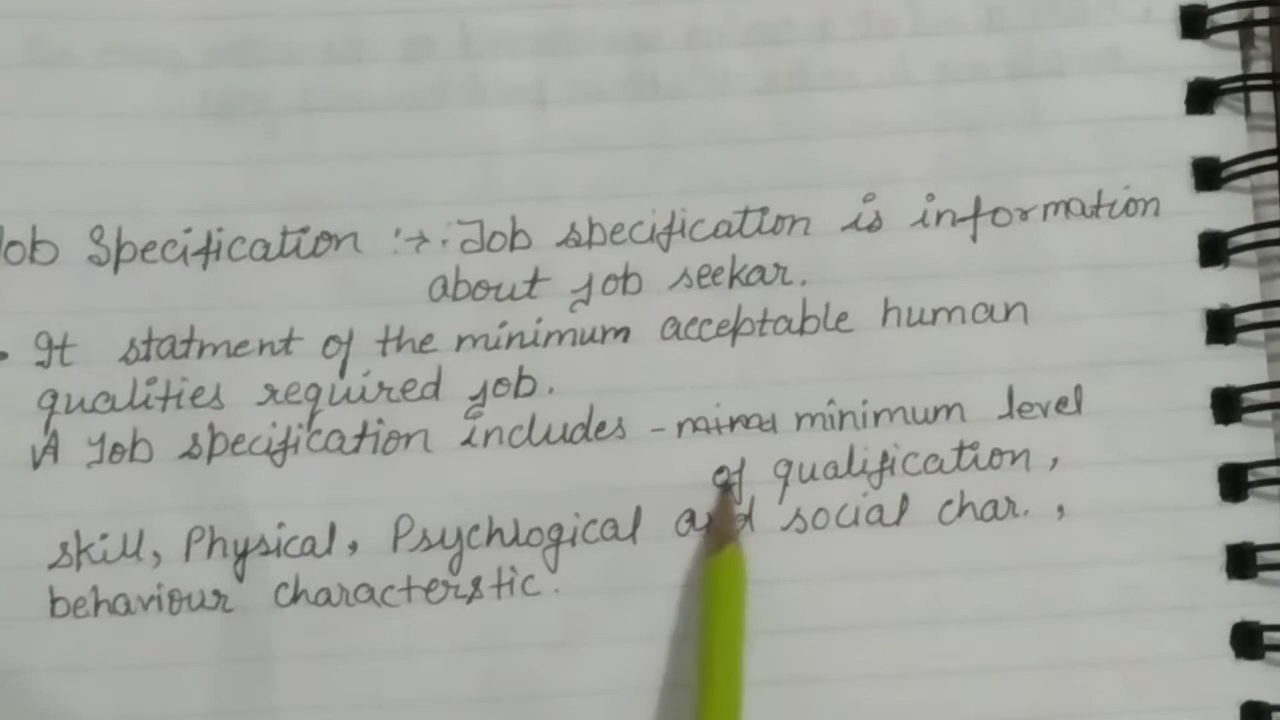 Job Specification :→. Job specification is information
about job seekar.
• It statment of the minimum acceptable human
qualities required job.
A Job specification includes - minimum level
of qualification,
skill, Physical, Psychlogical and social char. ,
behaviour characterstic.